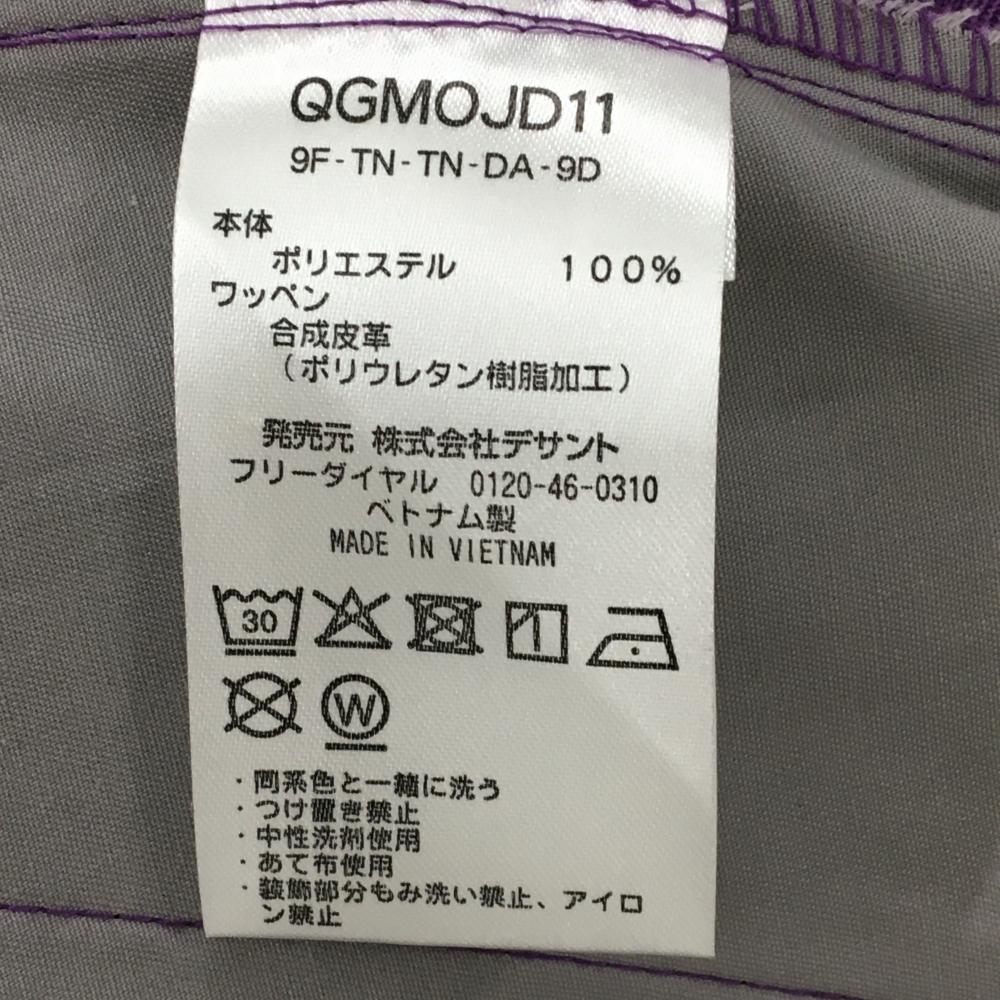 QGMOJD11
9F-TN-TN-DA-9D
本体
ポリエステル 100%
ワッペン
合成皮革
(ポリウレタン樹脂加工)
発売元 株式会社デサント
フリーダイヤル 0120-46-0310
ベトナム製
MADE IN VIETNAM
30
W
・同系色と一緒に洗う
・つけ置き禁止
・中性洗剤使用
・あて布使用
・装飾部分もみ洗い禁止、アイロ
ン禁止